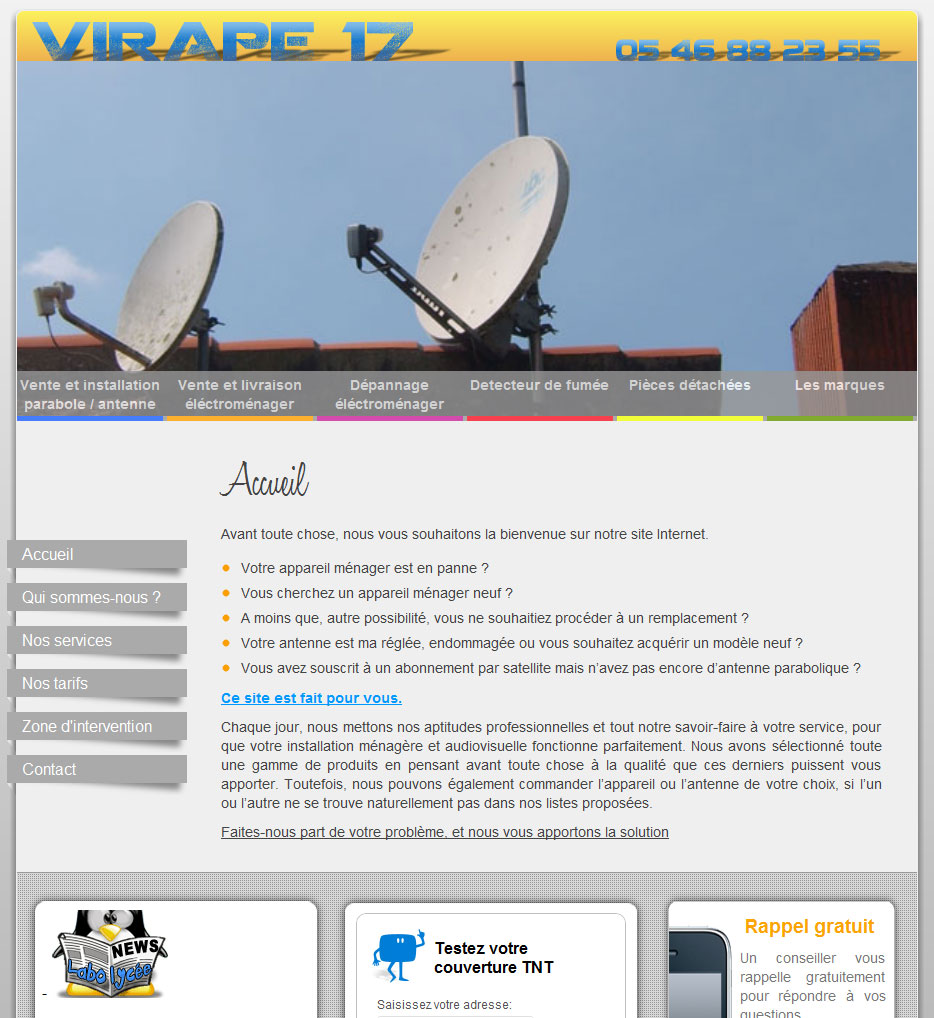 VIRAPE 17
05 46 88 23 55
Vente et installation
parabole / antenne
Vente et livraison
éléctroménager
Dépannage
éléctroménager
Detecteur de fumée
Pièces détachées
Les marques
Accueil
Accueil
Qui sommes-nous ?
Nos services
Nos tarifs
Zone d'intervention
Contact
Avant toute chose, nous vous souhaitons la bienvenue sur notre site Internet.
Votre appareil ménager est en panne ?
Vous cherchez un appareil ménager neuf ?
A moins que, autre possibilité, vous ne souhaitiez procéder à un remplacement ?
Votre antenne est ma réglée, endommagée ou vous souhaitez acquérir un modèle neuf ?
Vous avez souscrit à un abonnement par satellite mais n’avez pas encore d’antenne parabolique ?
Ce site est fait pour vous.
Chaque jour, nous mettons nos aptitudes professionnelles et tout notre savoir-faire à votre service, pour
que votre installation ménagère et audiovisuelle fonctionne parfaitement. Nous avons sélectionné toute
une gamme de produits en pensant avant toute chose à la qualité que ces derniers puissent vous
apporter. Toutefois, nous pouvons également commander l’appareil ou l’antenne de votre choix, si l’un
ou l’autre ne se trouve naturellement pas dans nos listes proposées.
Faites-nous part de votre problème, et nous vous apportons la solution
NEWS
Labo lycée
-
Testez votre
couverture TNT
Saisissez votre adresse:
Rappel gratuit
Un conseiller vous
rappelle gratuitement
pour répondre à vos
questions